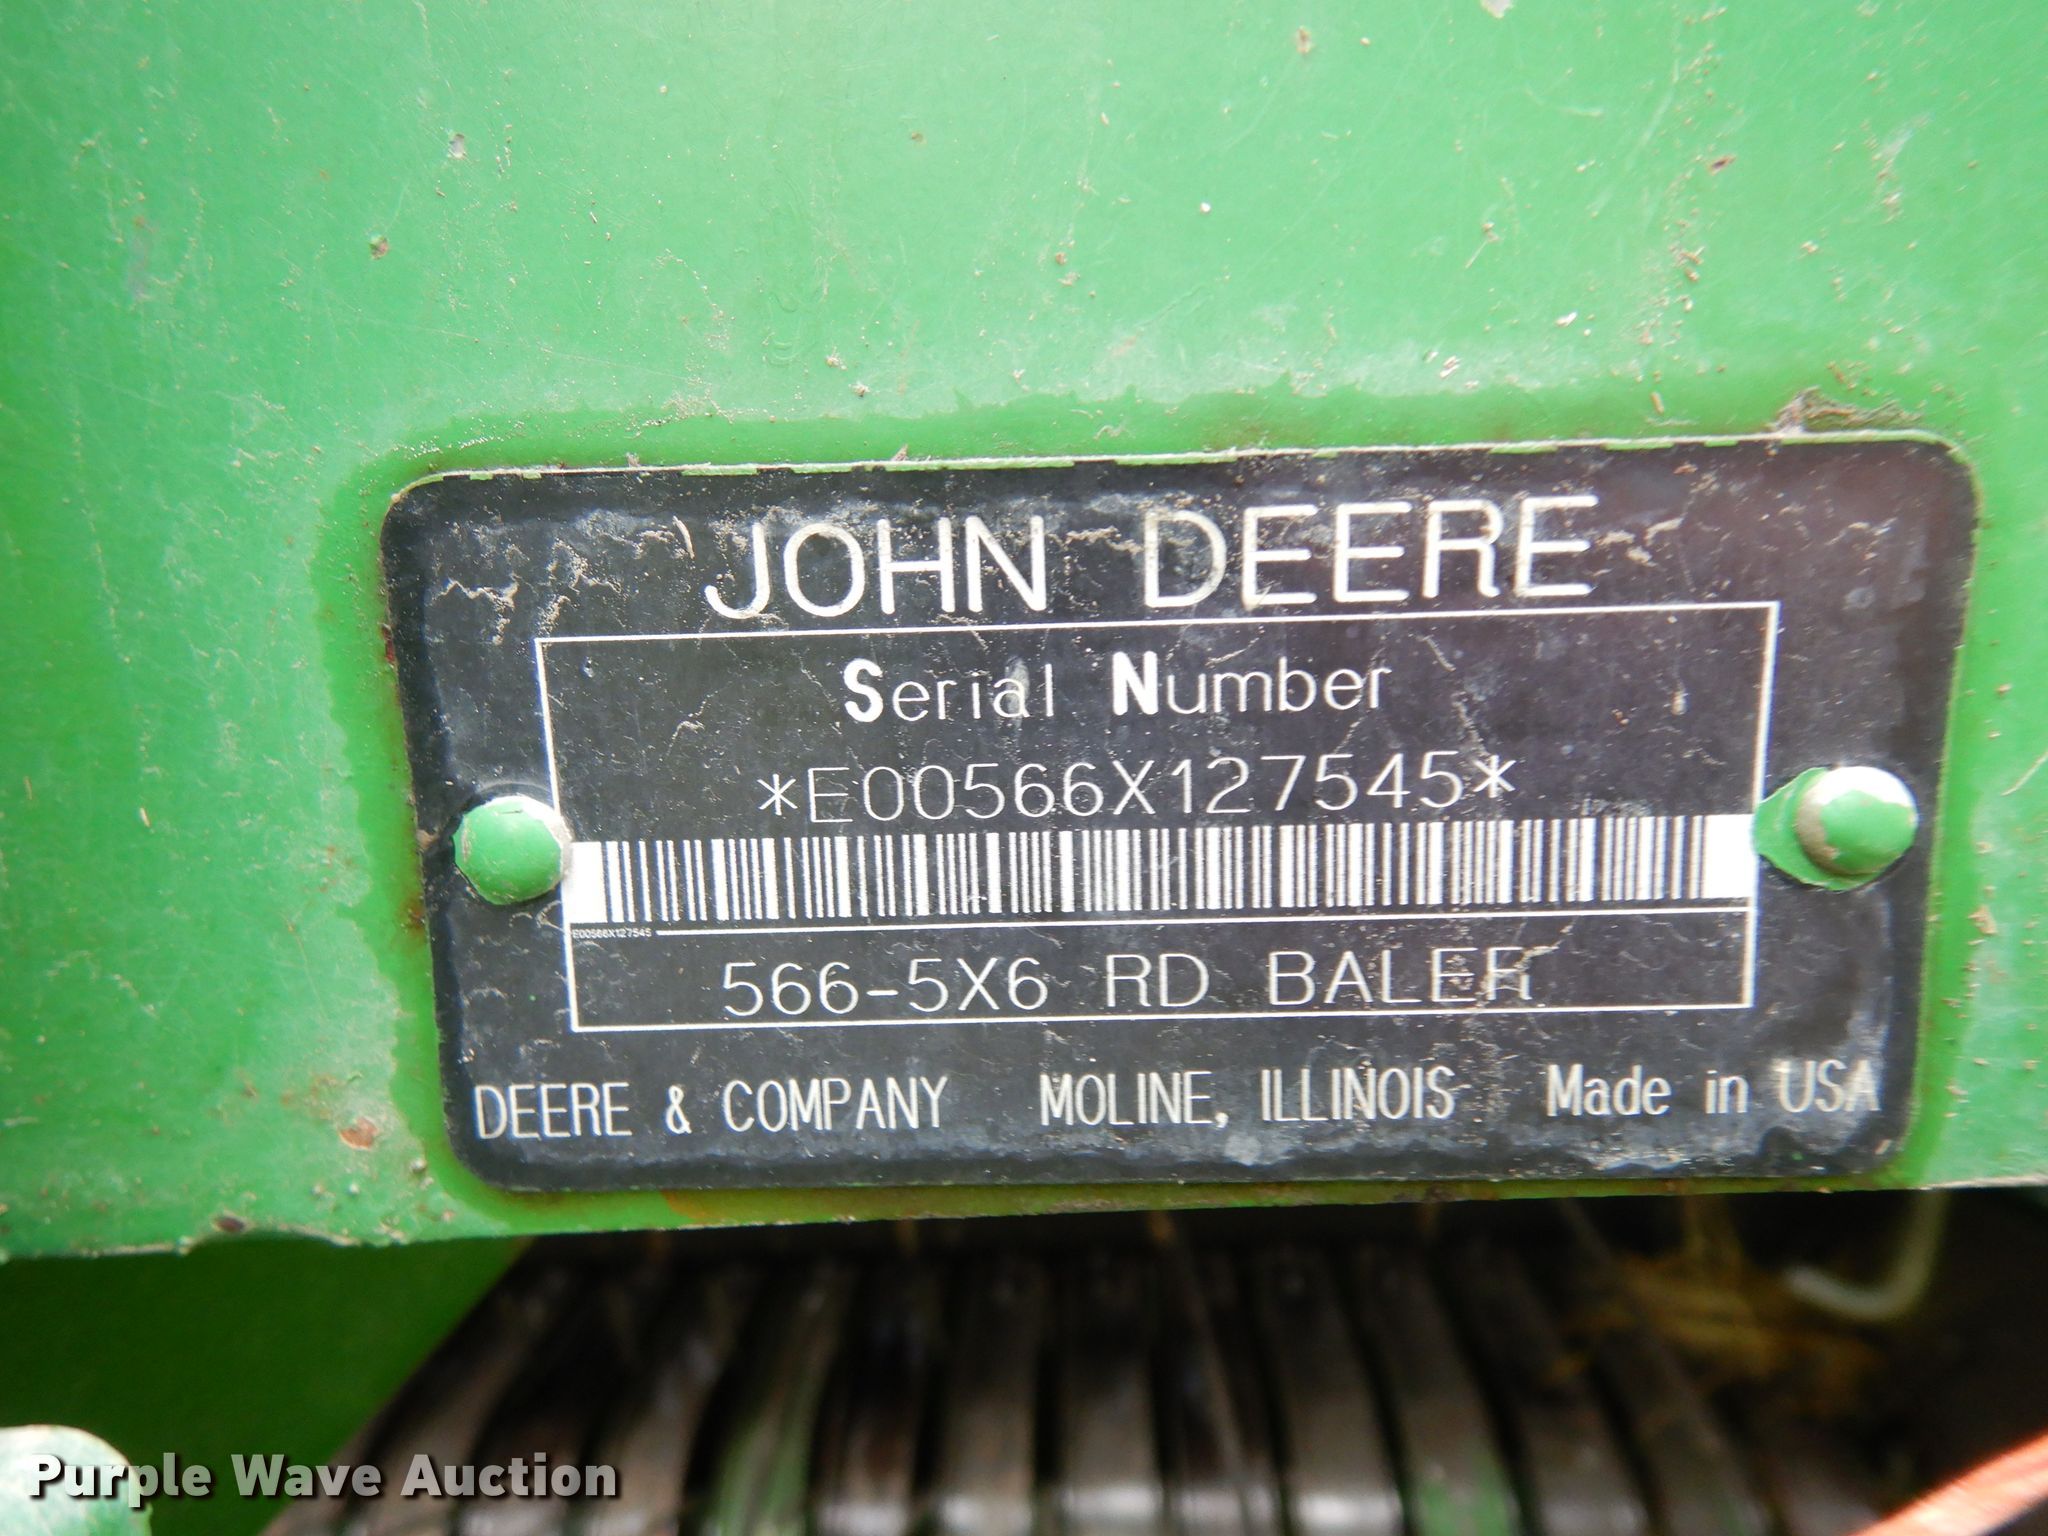 JOHN DEERE
Serial Number
*E00566X127545*
E00566X127545
566-5X6 RD BALER
DEERE & COMPANY MOLINE, ILLINOIS Made in USA
Purple Wave Auction